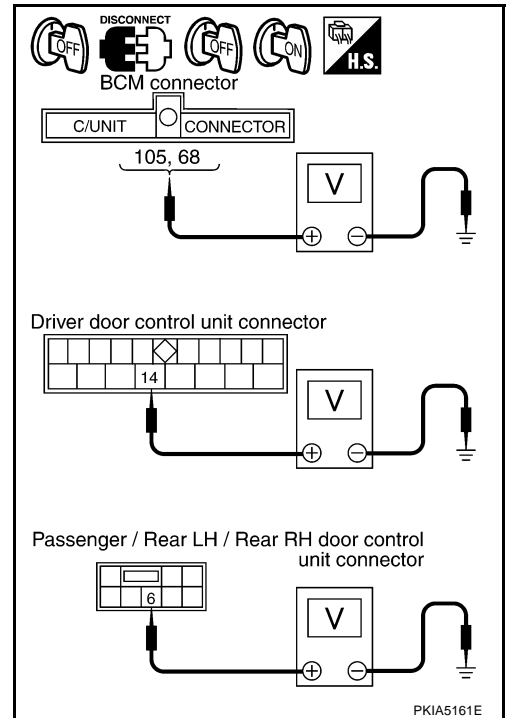 DISCONNECT
OFF OFF ON H.S.
BCM connector
C/UNIT CONNECTOR
105, 68
V
Driver door control unit connector
14
V
Passenger / Rear LH / Rear RH door control
unit connector
6
V
PKIA5161E